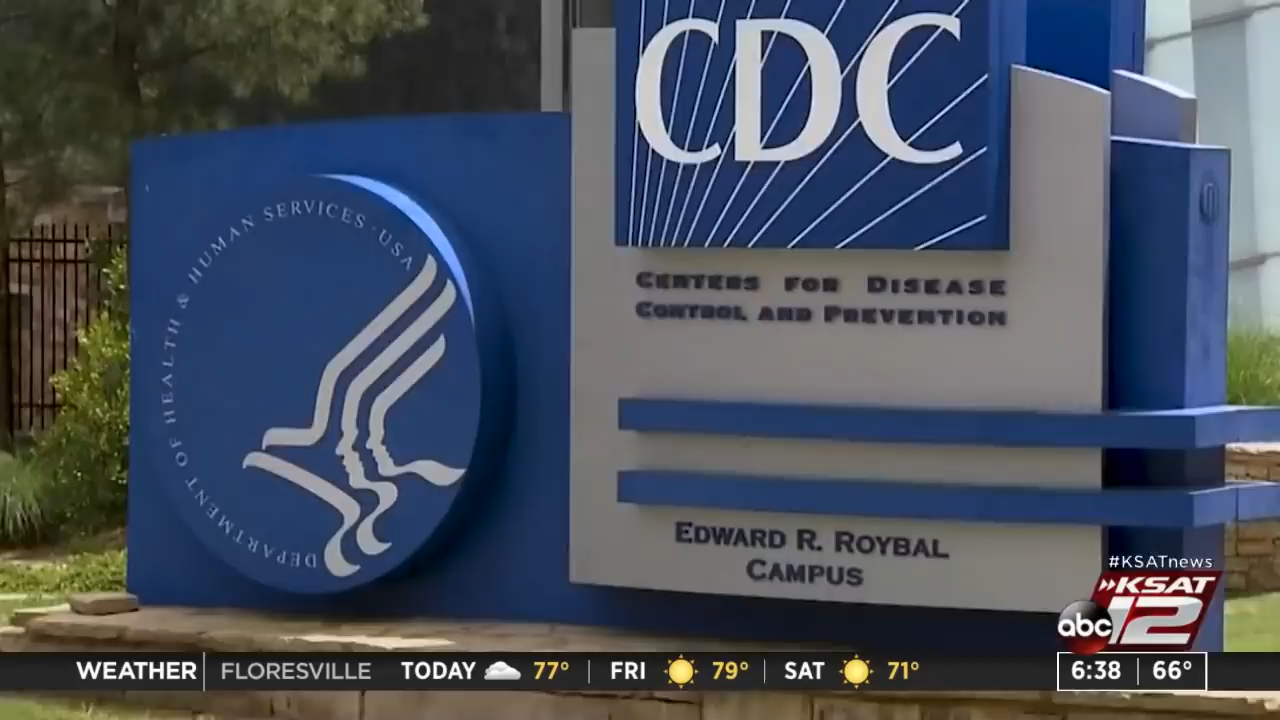 CDC
CENTERS FOR DISEASE
CONTROL AND PREVENTION
DEPARTMENT OF HEALTH & HUMAN SERVICES · USA
EDWARD R. ROYBAL
CAMPUS
#KSATnews
KSAT
abc 12
WEATHER FLORESVILLE TODAY 77° FRI 79° SAT 71° 6:38 66°